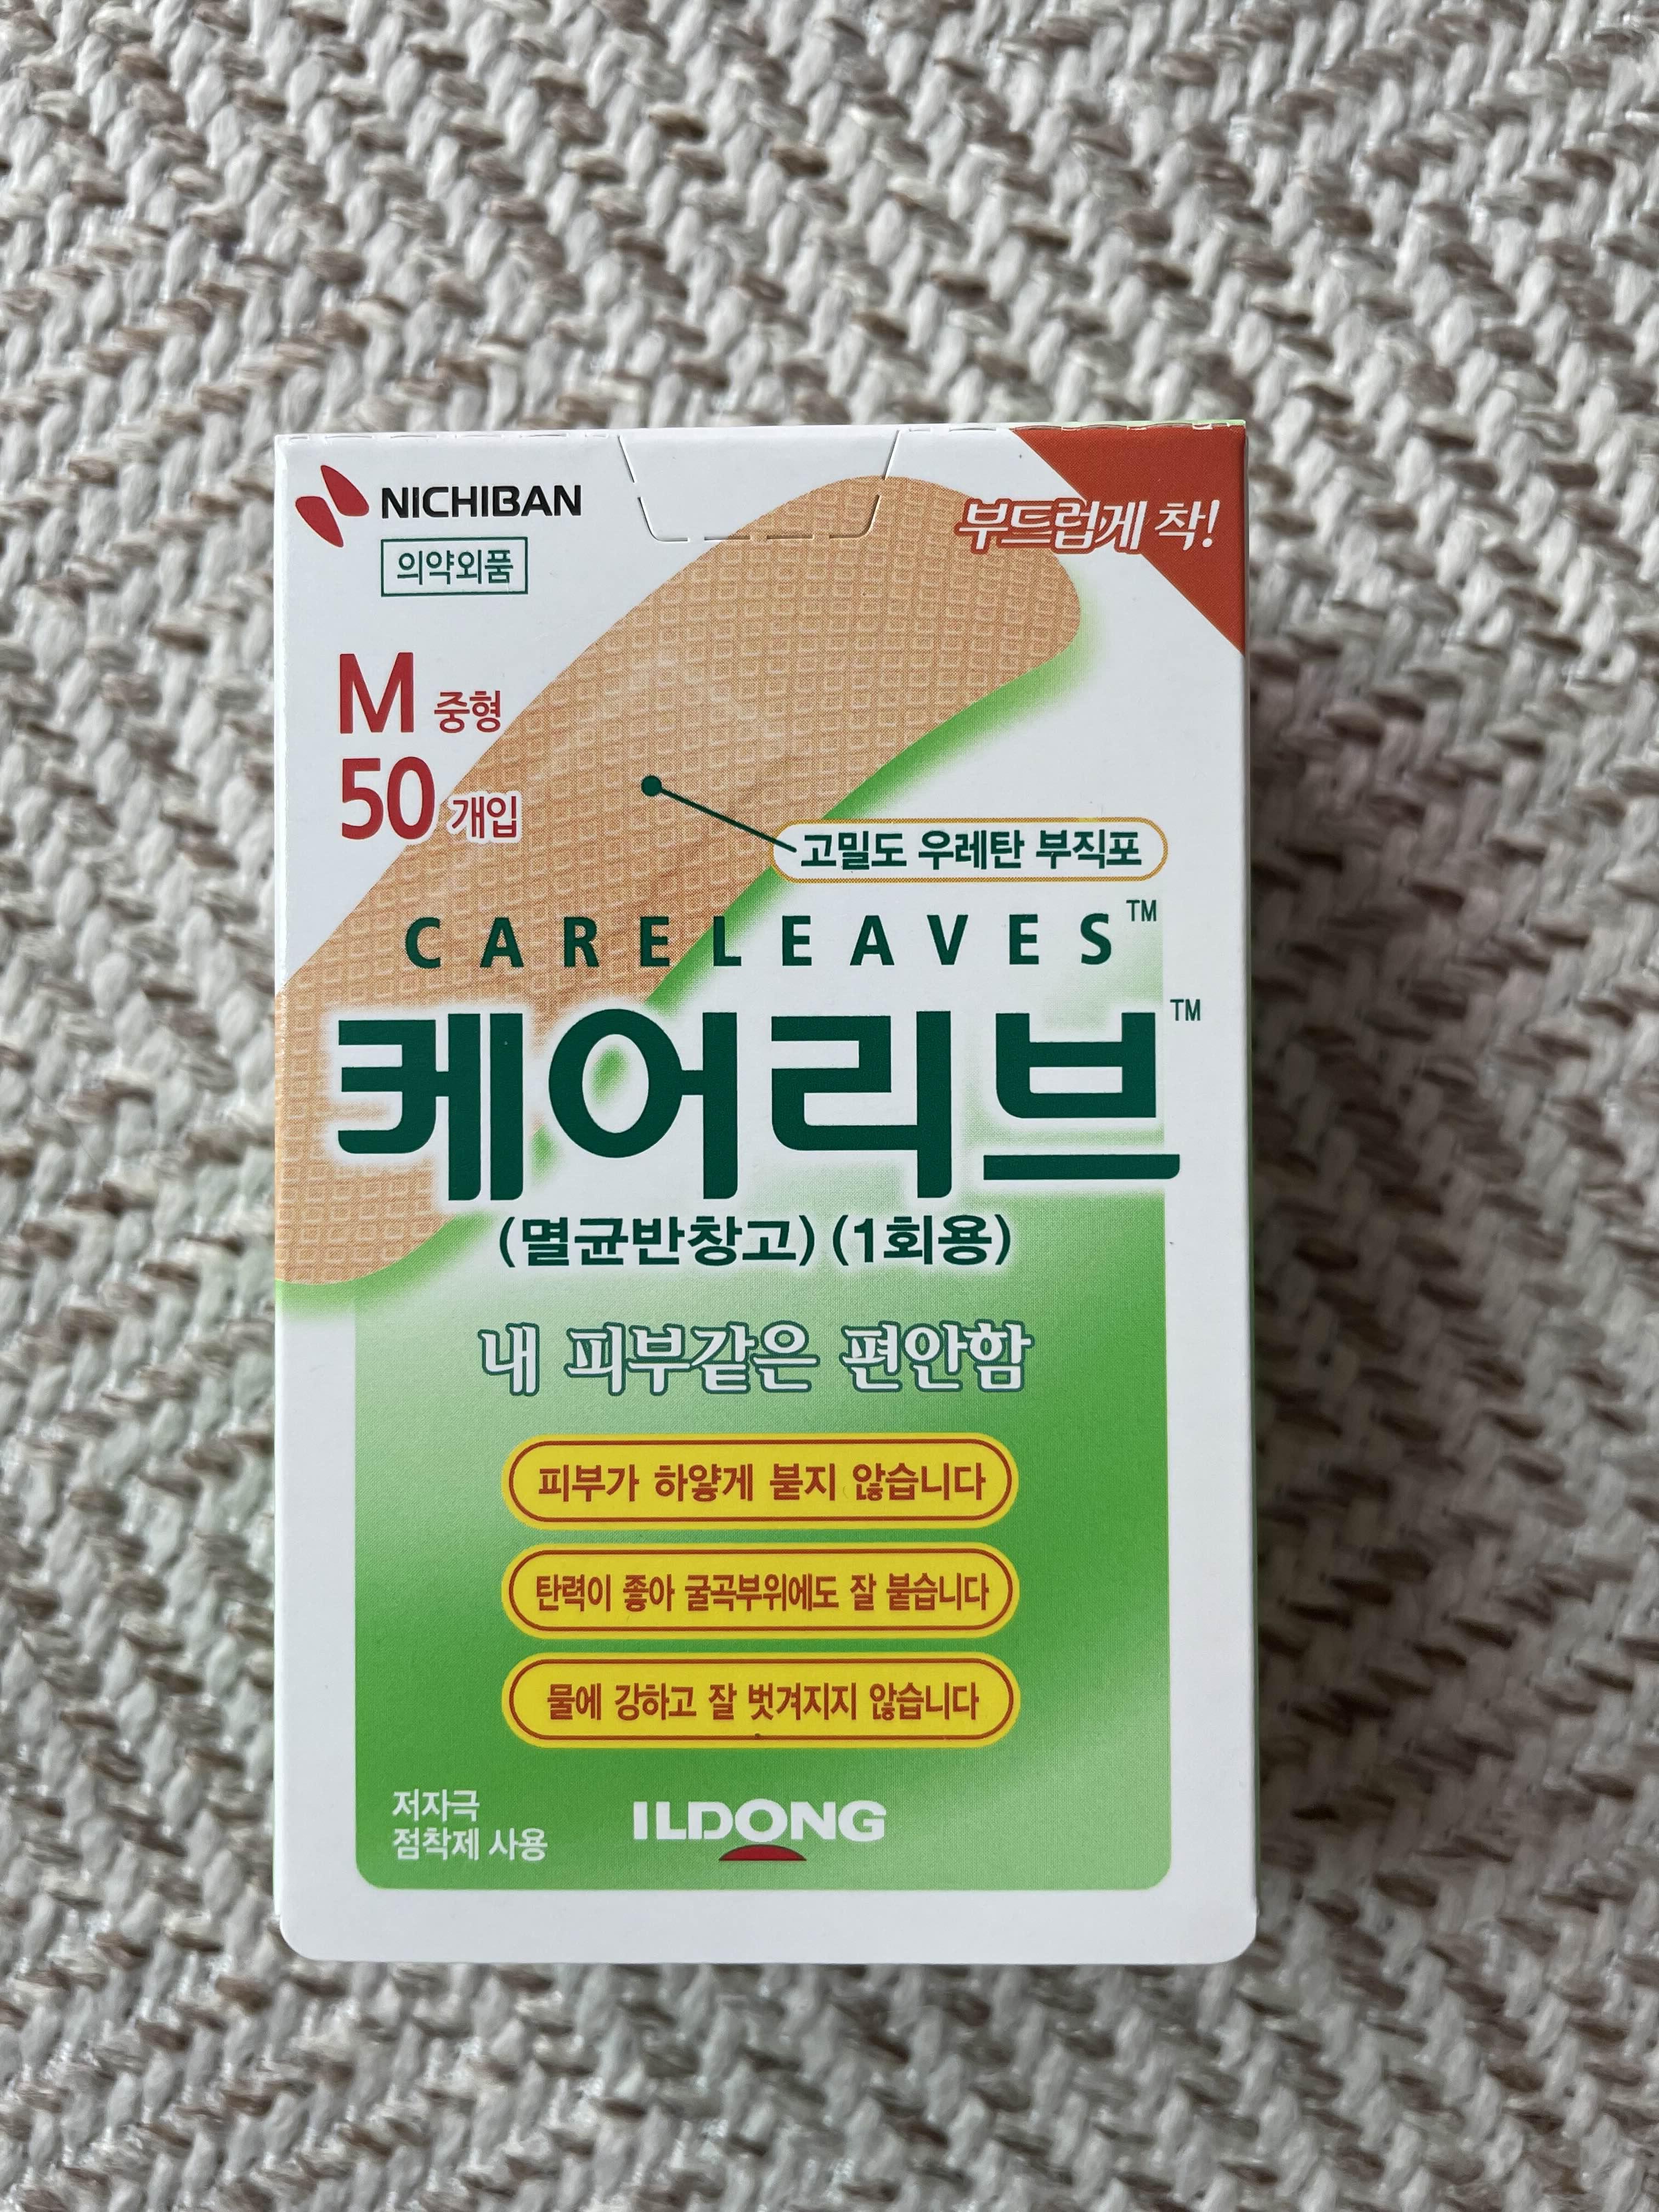 NICHIBAN
의약외품
부드럽게 착!
M 중형
50 개입
고밀도 우레탄 부직포
CARELEAVES™
케어리브™
(멸균반창고) (1회용)
내 피부같은 편안함
피부가 하얗게 붇지 않습니다
탄력이 좋아 굴곡부위에도 잘 붙습니다
물에 강하고 잘 벗겨지지 않습니다
저자극
점착제 사용
ILDONG